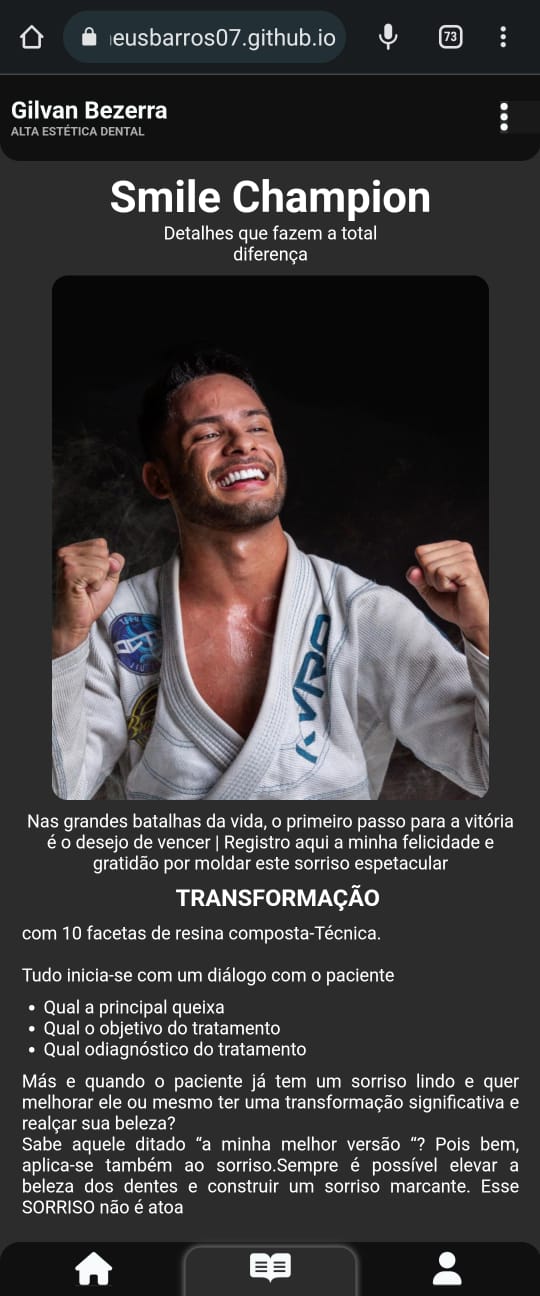 eusbarros07.github.io
73
Gilvan Bezerra
ALTA ESTÉTICA DENTAL
Smile Champion
Detalhes que fazem a total
diferença
KVRA
Nas grandes batalhas da vida, o primeiro passo para a vitória
é o desejo de vencer | Registro aqui a minha felicidade e
gratidão por moldar este sorriso espetacular
TRANSFORMAÇÃO
com 10 facetas de resina composta-Técnica.
Tudo inicia-se com um diálogo com o paciente
• Qual a principal queixa
• Qual o objetivo do tratamento
• Qual odiagnóstico do tratamento
Más e quando o paciente já tem um sorriso lindo e quer
melhorar ele ou mesmo ter uma transformação significativa e
realçar sua beleza?
Sabe aquele ditado “a minha melhor versão “? Pois bem,
aplica-se também ao sorriso.Sempre é possível elevar a
beleza dos dentes e construir um sorriso marcante. Esse
SORRISO não é atoa